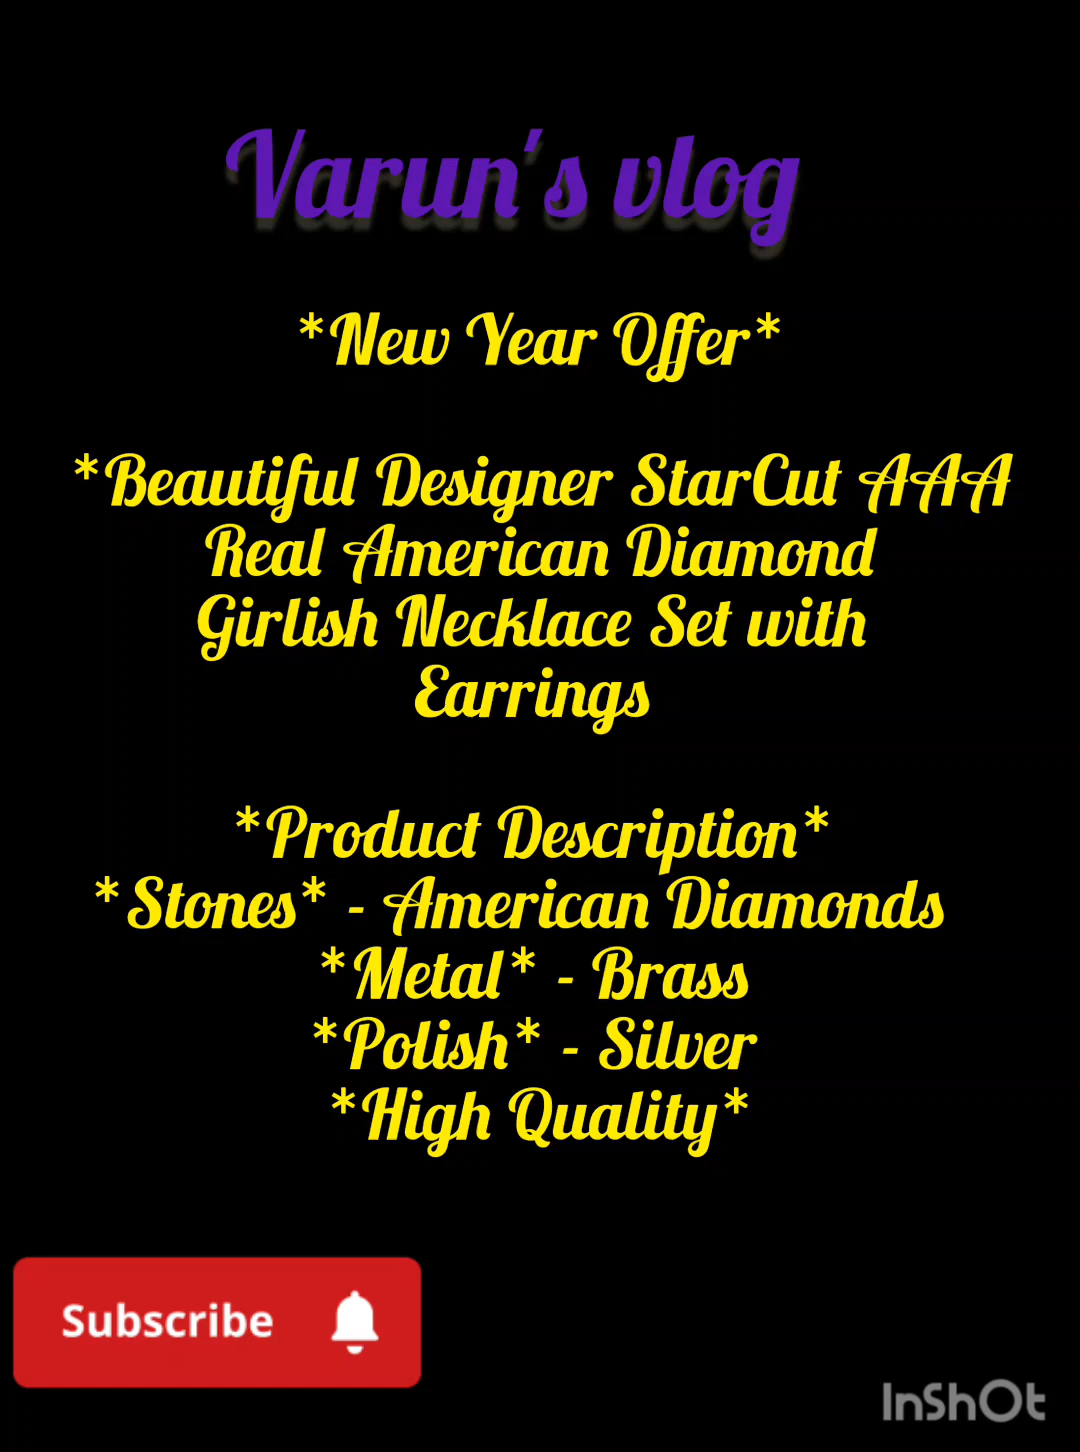 Varun's vlog
*New Year Offer*
*Beautiful Designer StarCut AAA
Real American Diamond
Girlish Necklace Set with
Earrings
*Product Description*
*Stones* - American Diamonds
*Metal* - Brass
*Polish* - Silver
*High Quality*
Subscribe
InShOt